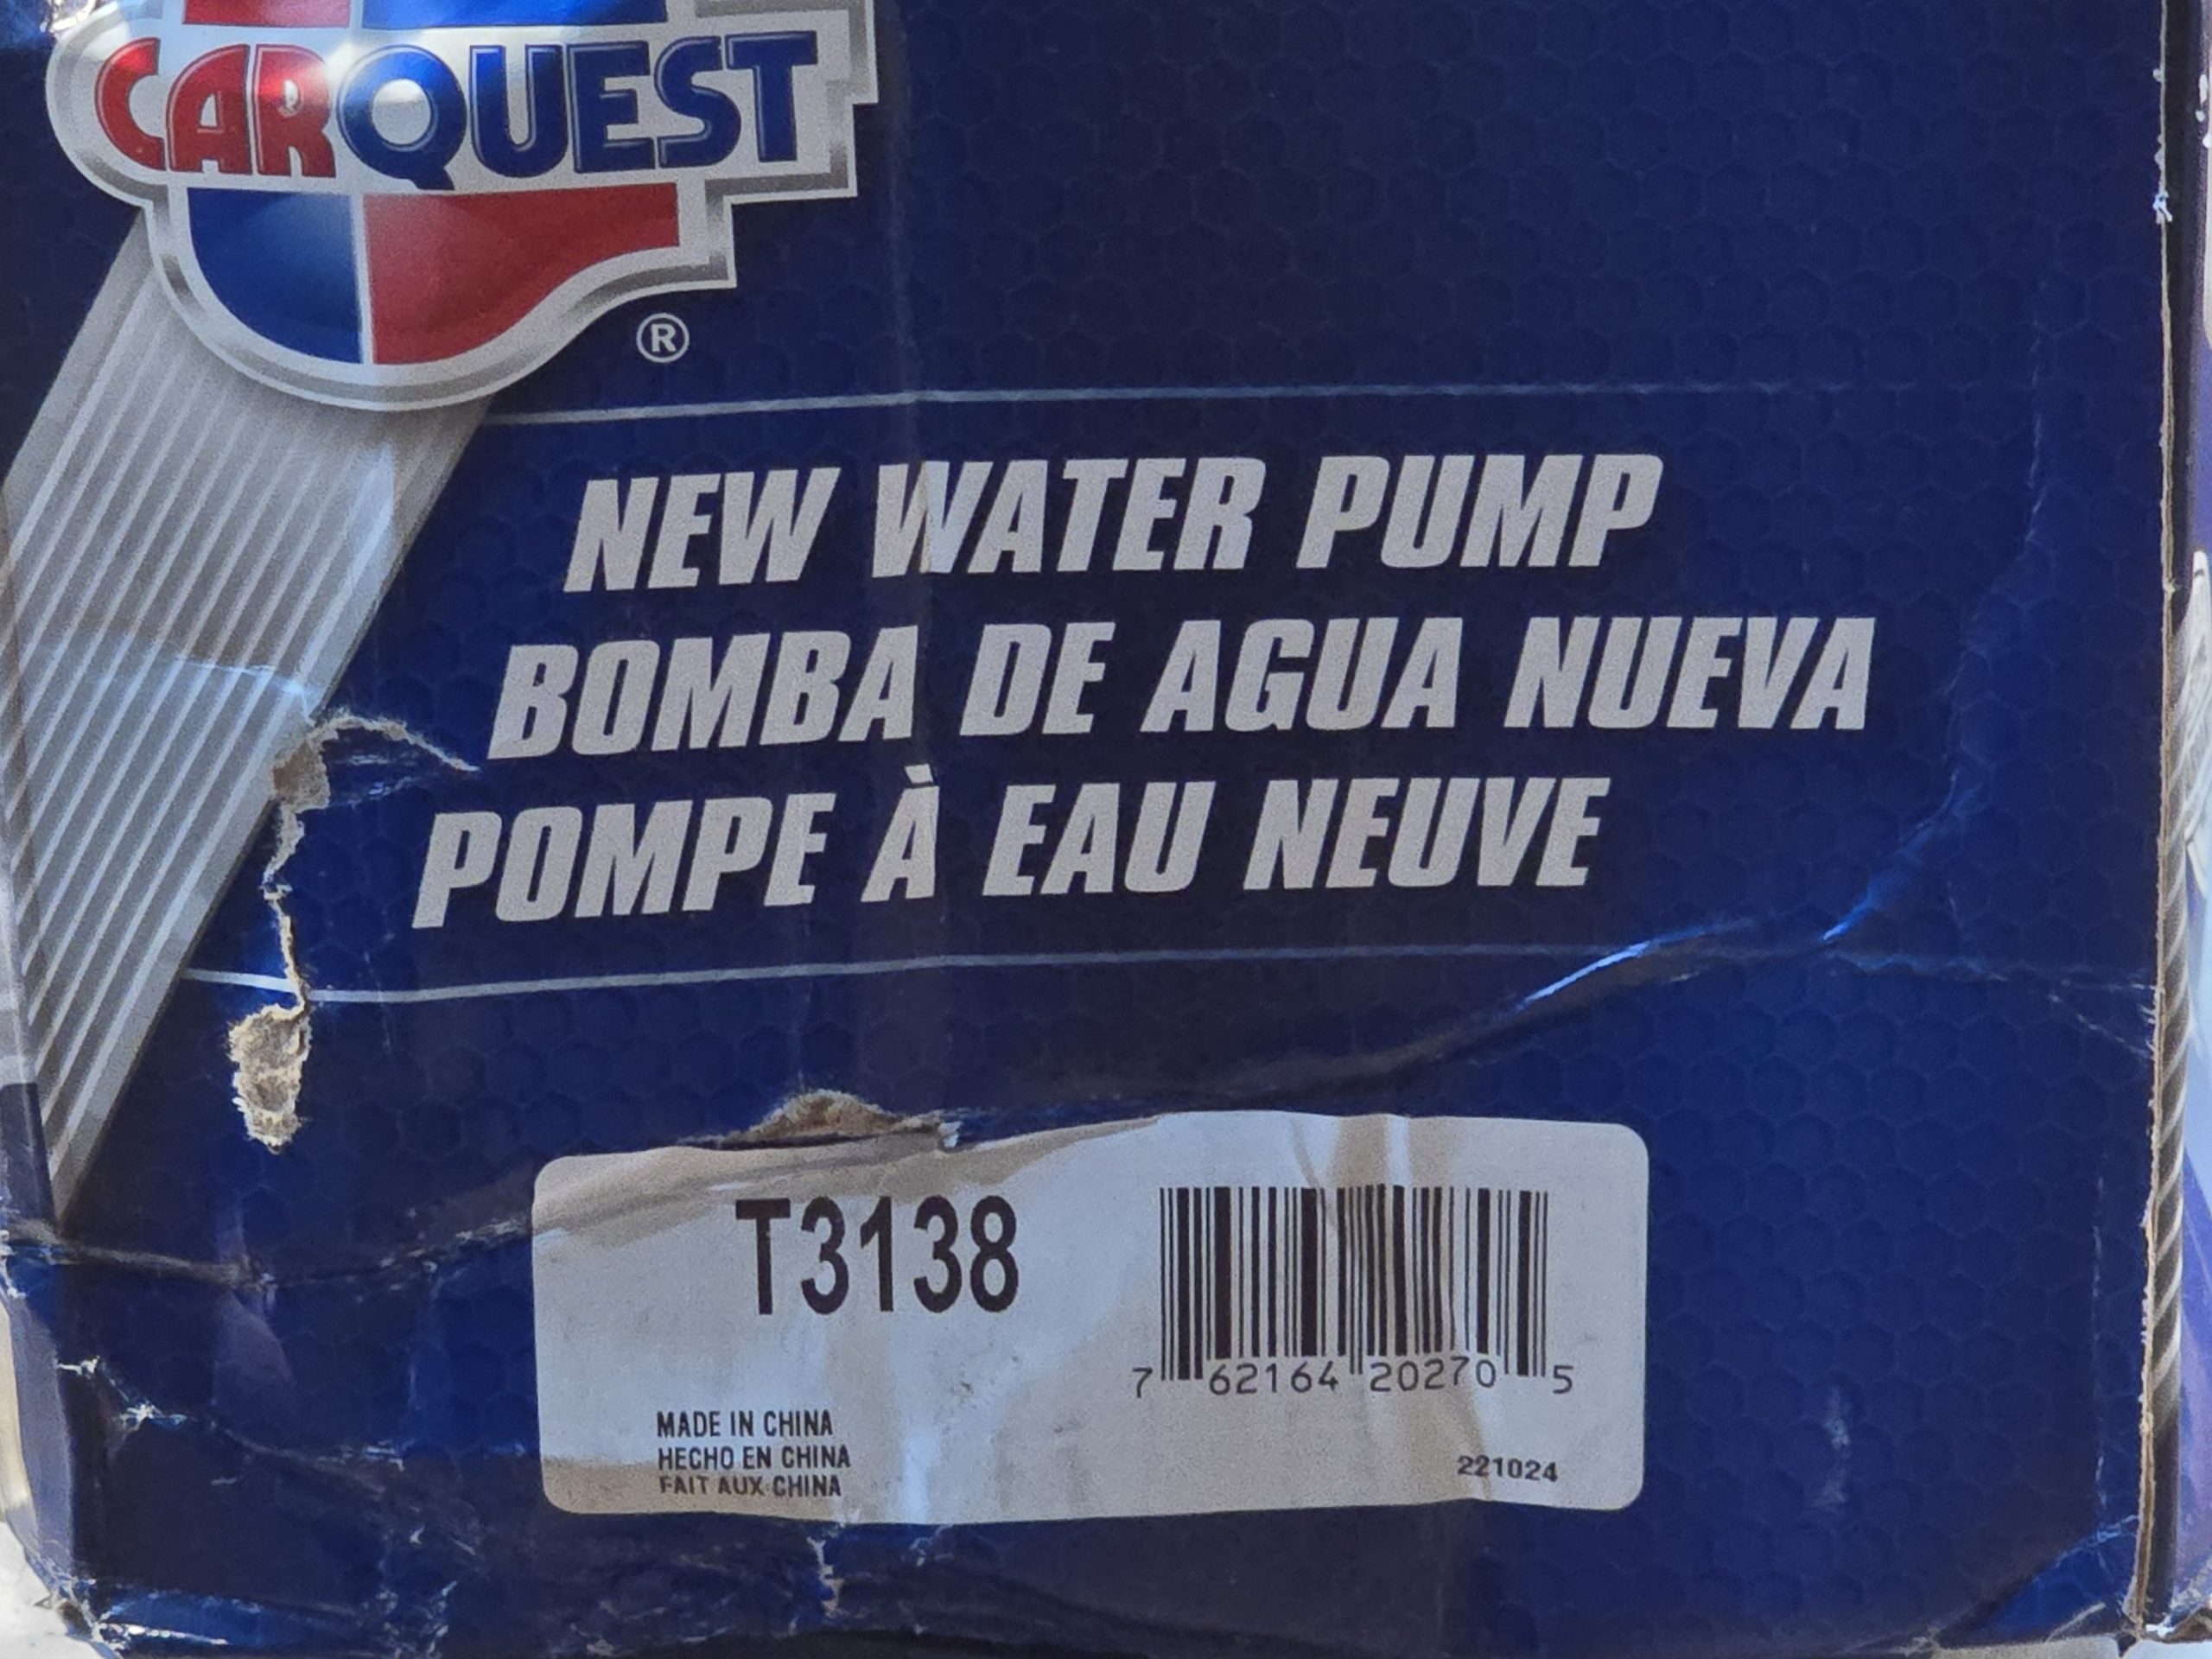 CARQUEST
®
NEW WATER PUMP
BOMBA DE AGUA NUEVA
POMPE À EAU NEUVE
T3138
7 62164 20270 5
MADE IN CHINA
HECHO EN CHINA
FAIT AUX CHINA
221024